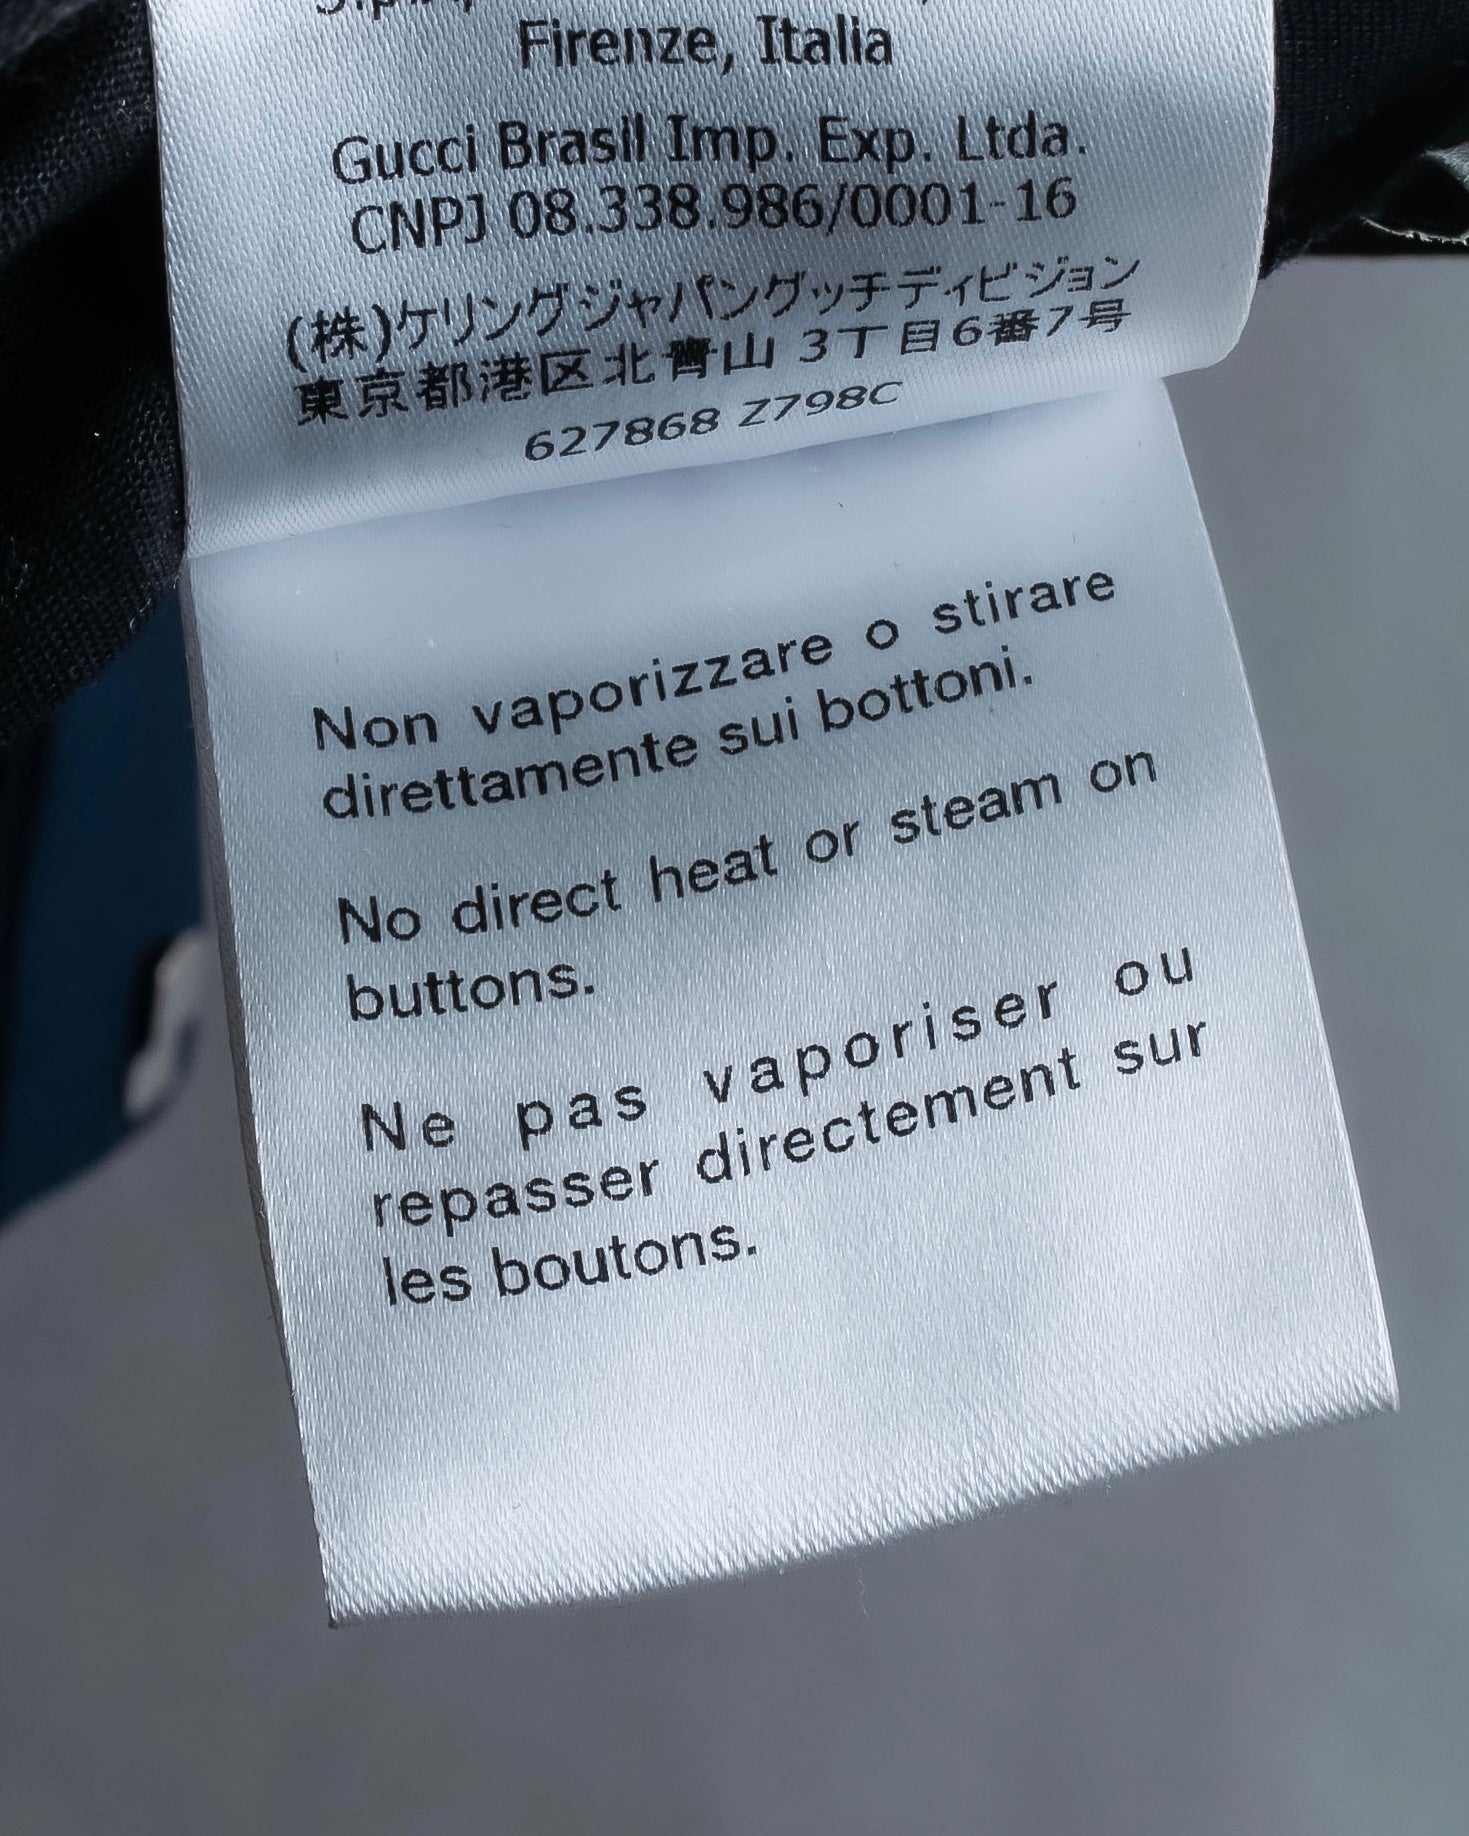 Firenze, Italia
Gucci Brasil Imp. Exp. Ltda.
CNPJ 08.338.986/0001-16
(株)ケリングジャパングッチディビジョン
東京都港区北青山 3丁目6番7号
627868 Z798C
Non vaporizzare o stirare
direttamente sui bottoni.
No direct heat or steam on
buttons.
Ne pas vaporiser ou
repasser directement sur
les boutons.